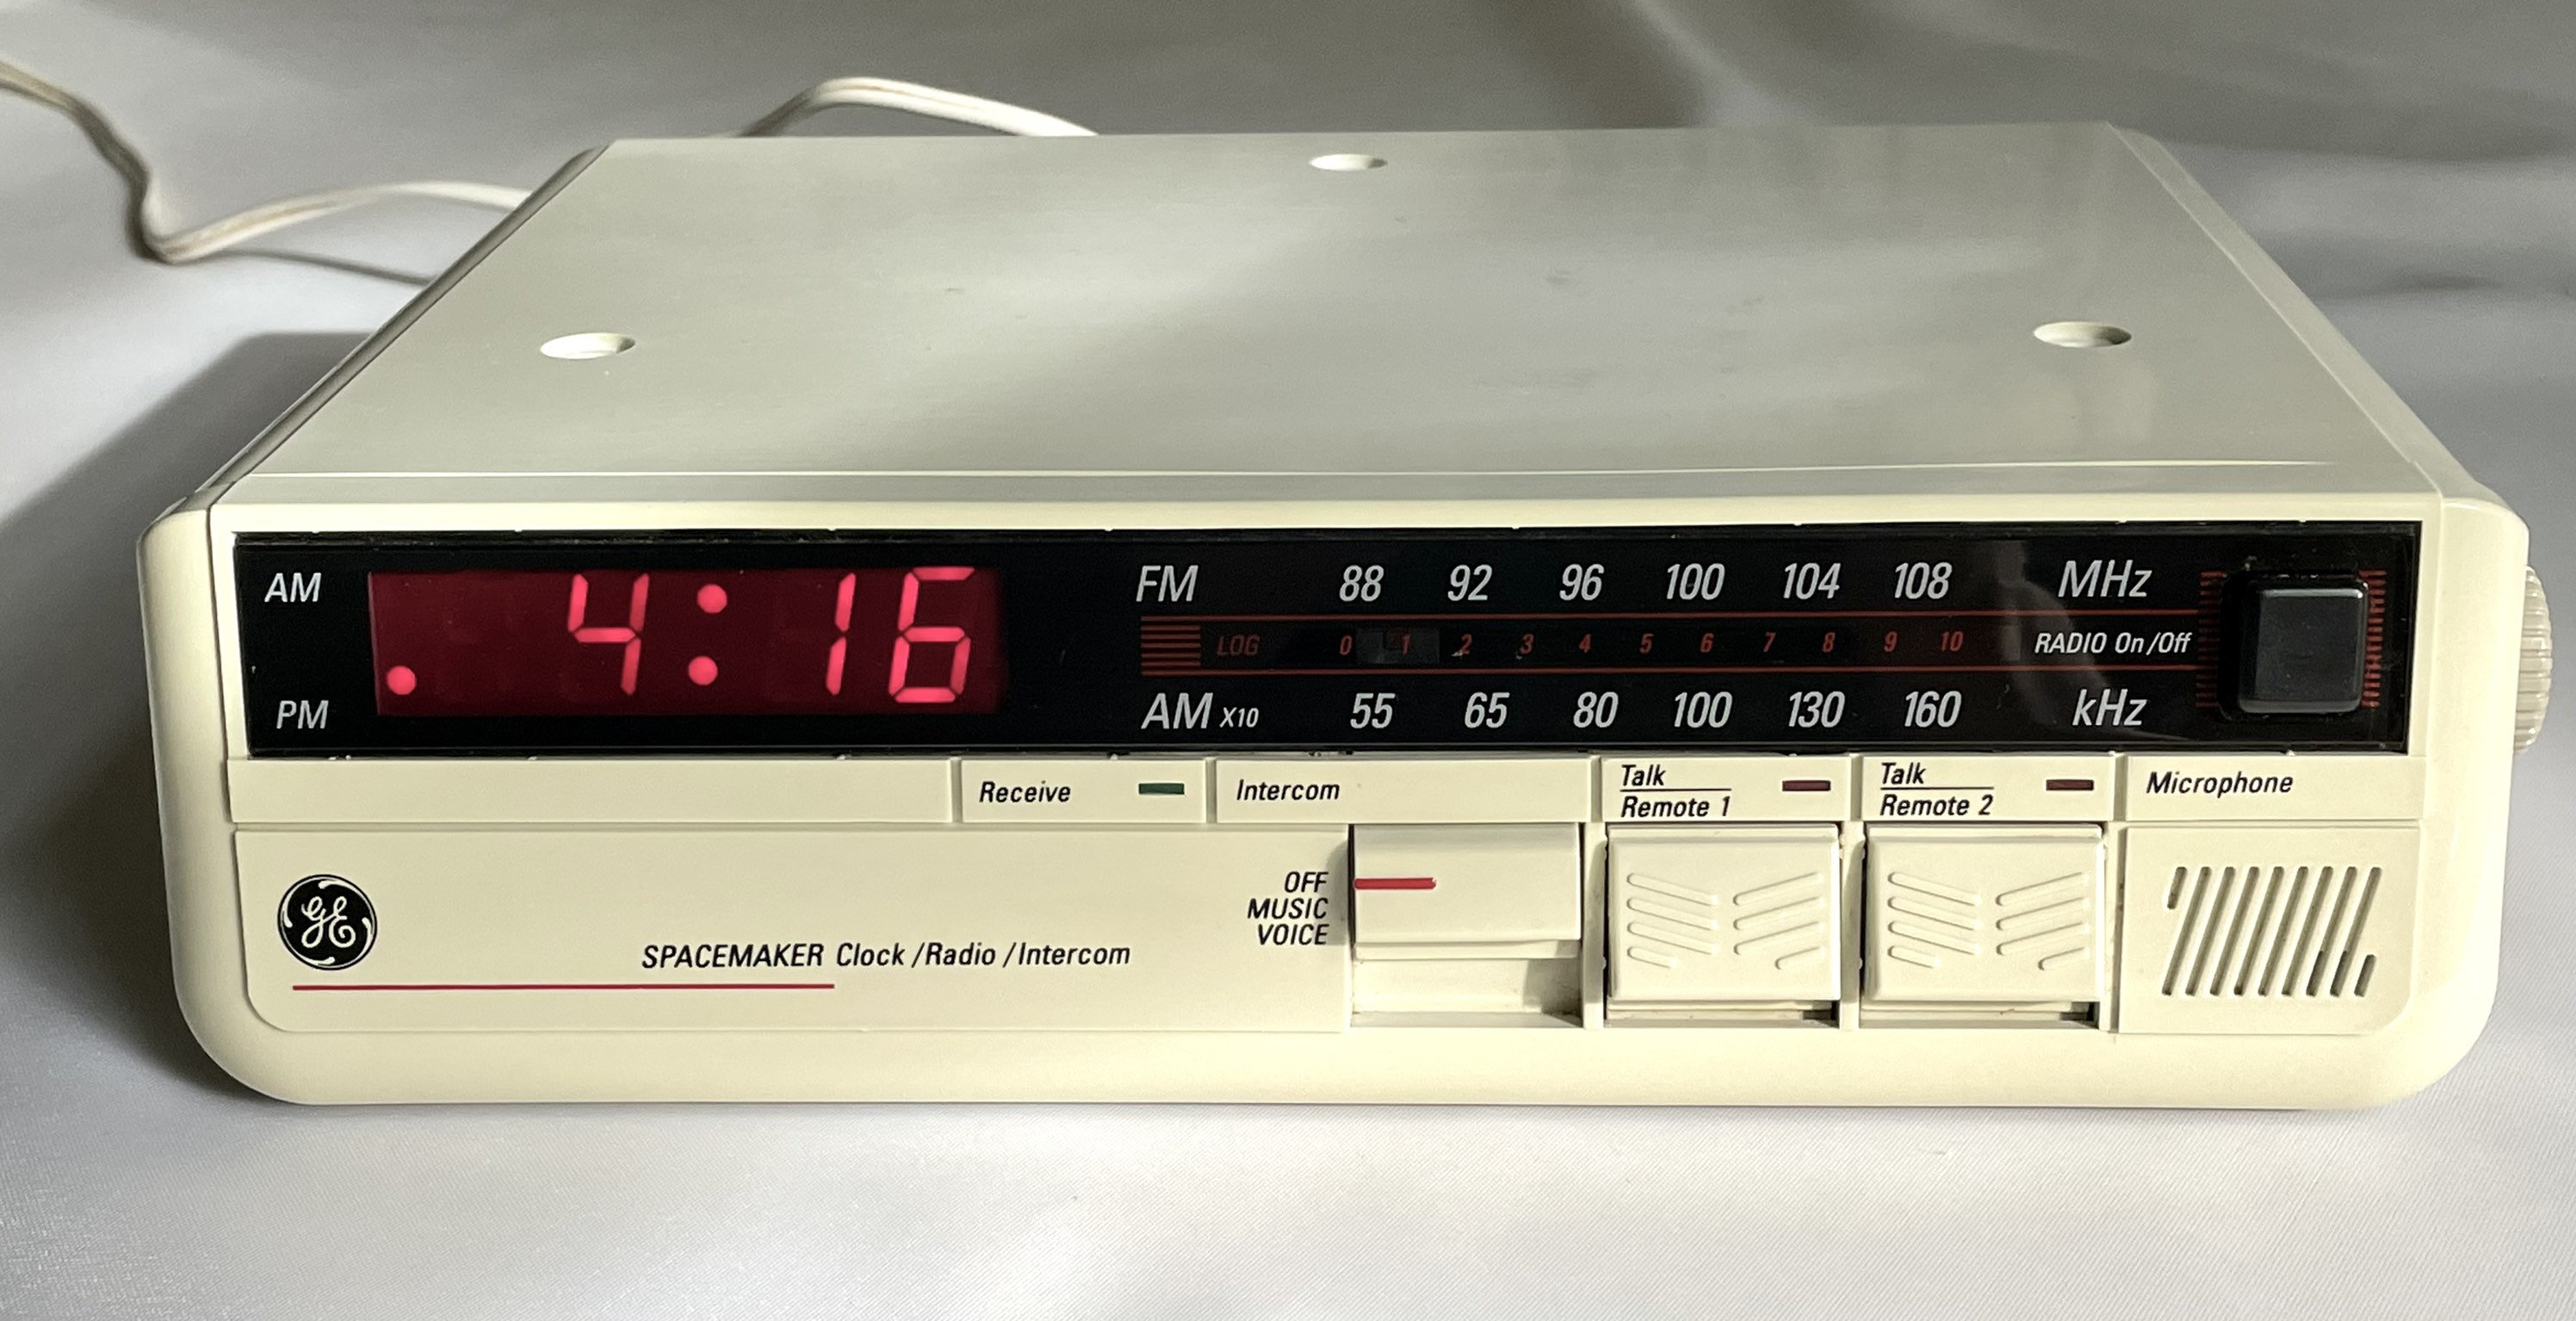 AM
4:16
PM
FM 88 92 96 100 104 108 MHz
LOG 0 1 2 3 4 5 6 7 8 9 10 RADIO On/Off
AM X10 55 65 80 100 130 160 kHz
Receive
Intercom
Talk
Remote 1
Talk
Remote 2
Microphone
GE
SPACEMAKER Clock/Radio/Intercom
OFF
MUSIC
VOICE